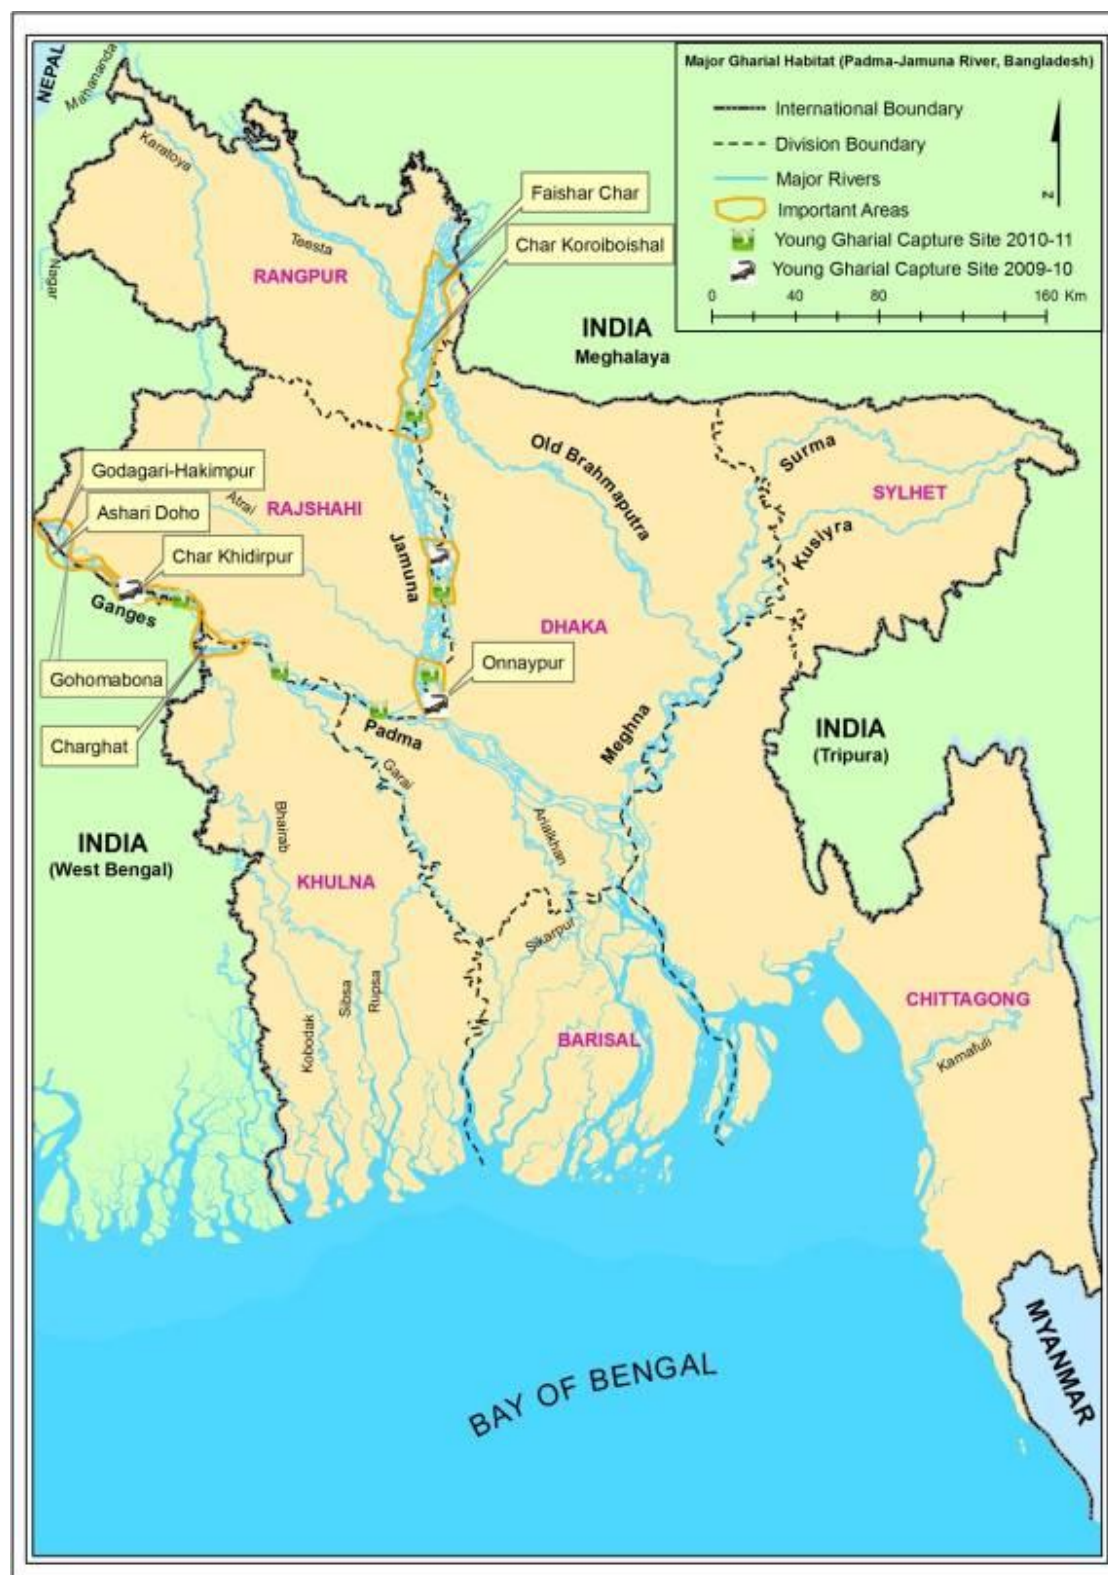 NEPAL
Mahananda
Major Gharial Habitat (Padma-Jamuna River, Bangladesh)
International Boundary
Division Boundary
Major Rivers
Important Areas
Young Gharial Capture Site 2010-11
Young Gharial Capture Site 2009-10
N
0 40 80 160 Km
Karatoya
Faishar Char
Teesta
Char Koroiboishal
Nagar
RANGPUR
INDIA
Meghalaya
Old Brahmaputra
Surma
Godagari-Hakimpur
Atrai
RAJSHAHI
SYLHET
Ashari Doho
Jamuna
Kusiyra
Char Khidirpur
Ganges
DHAKA
Onnaypur
Gohomabona
Padma
Meghna
INDIA
(Tripura)
Charghat
Garai
Bhairab
Arialkhan
INDIA
(West Bengal)
KHULNA
Sikarpur
Sibsa
Rupsa
CHITTAGONG
Kobodak
BARISAL
Karnafuli
MYANMAR
BAY OF BENGAL